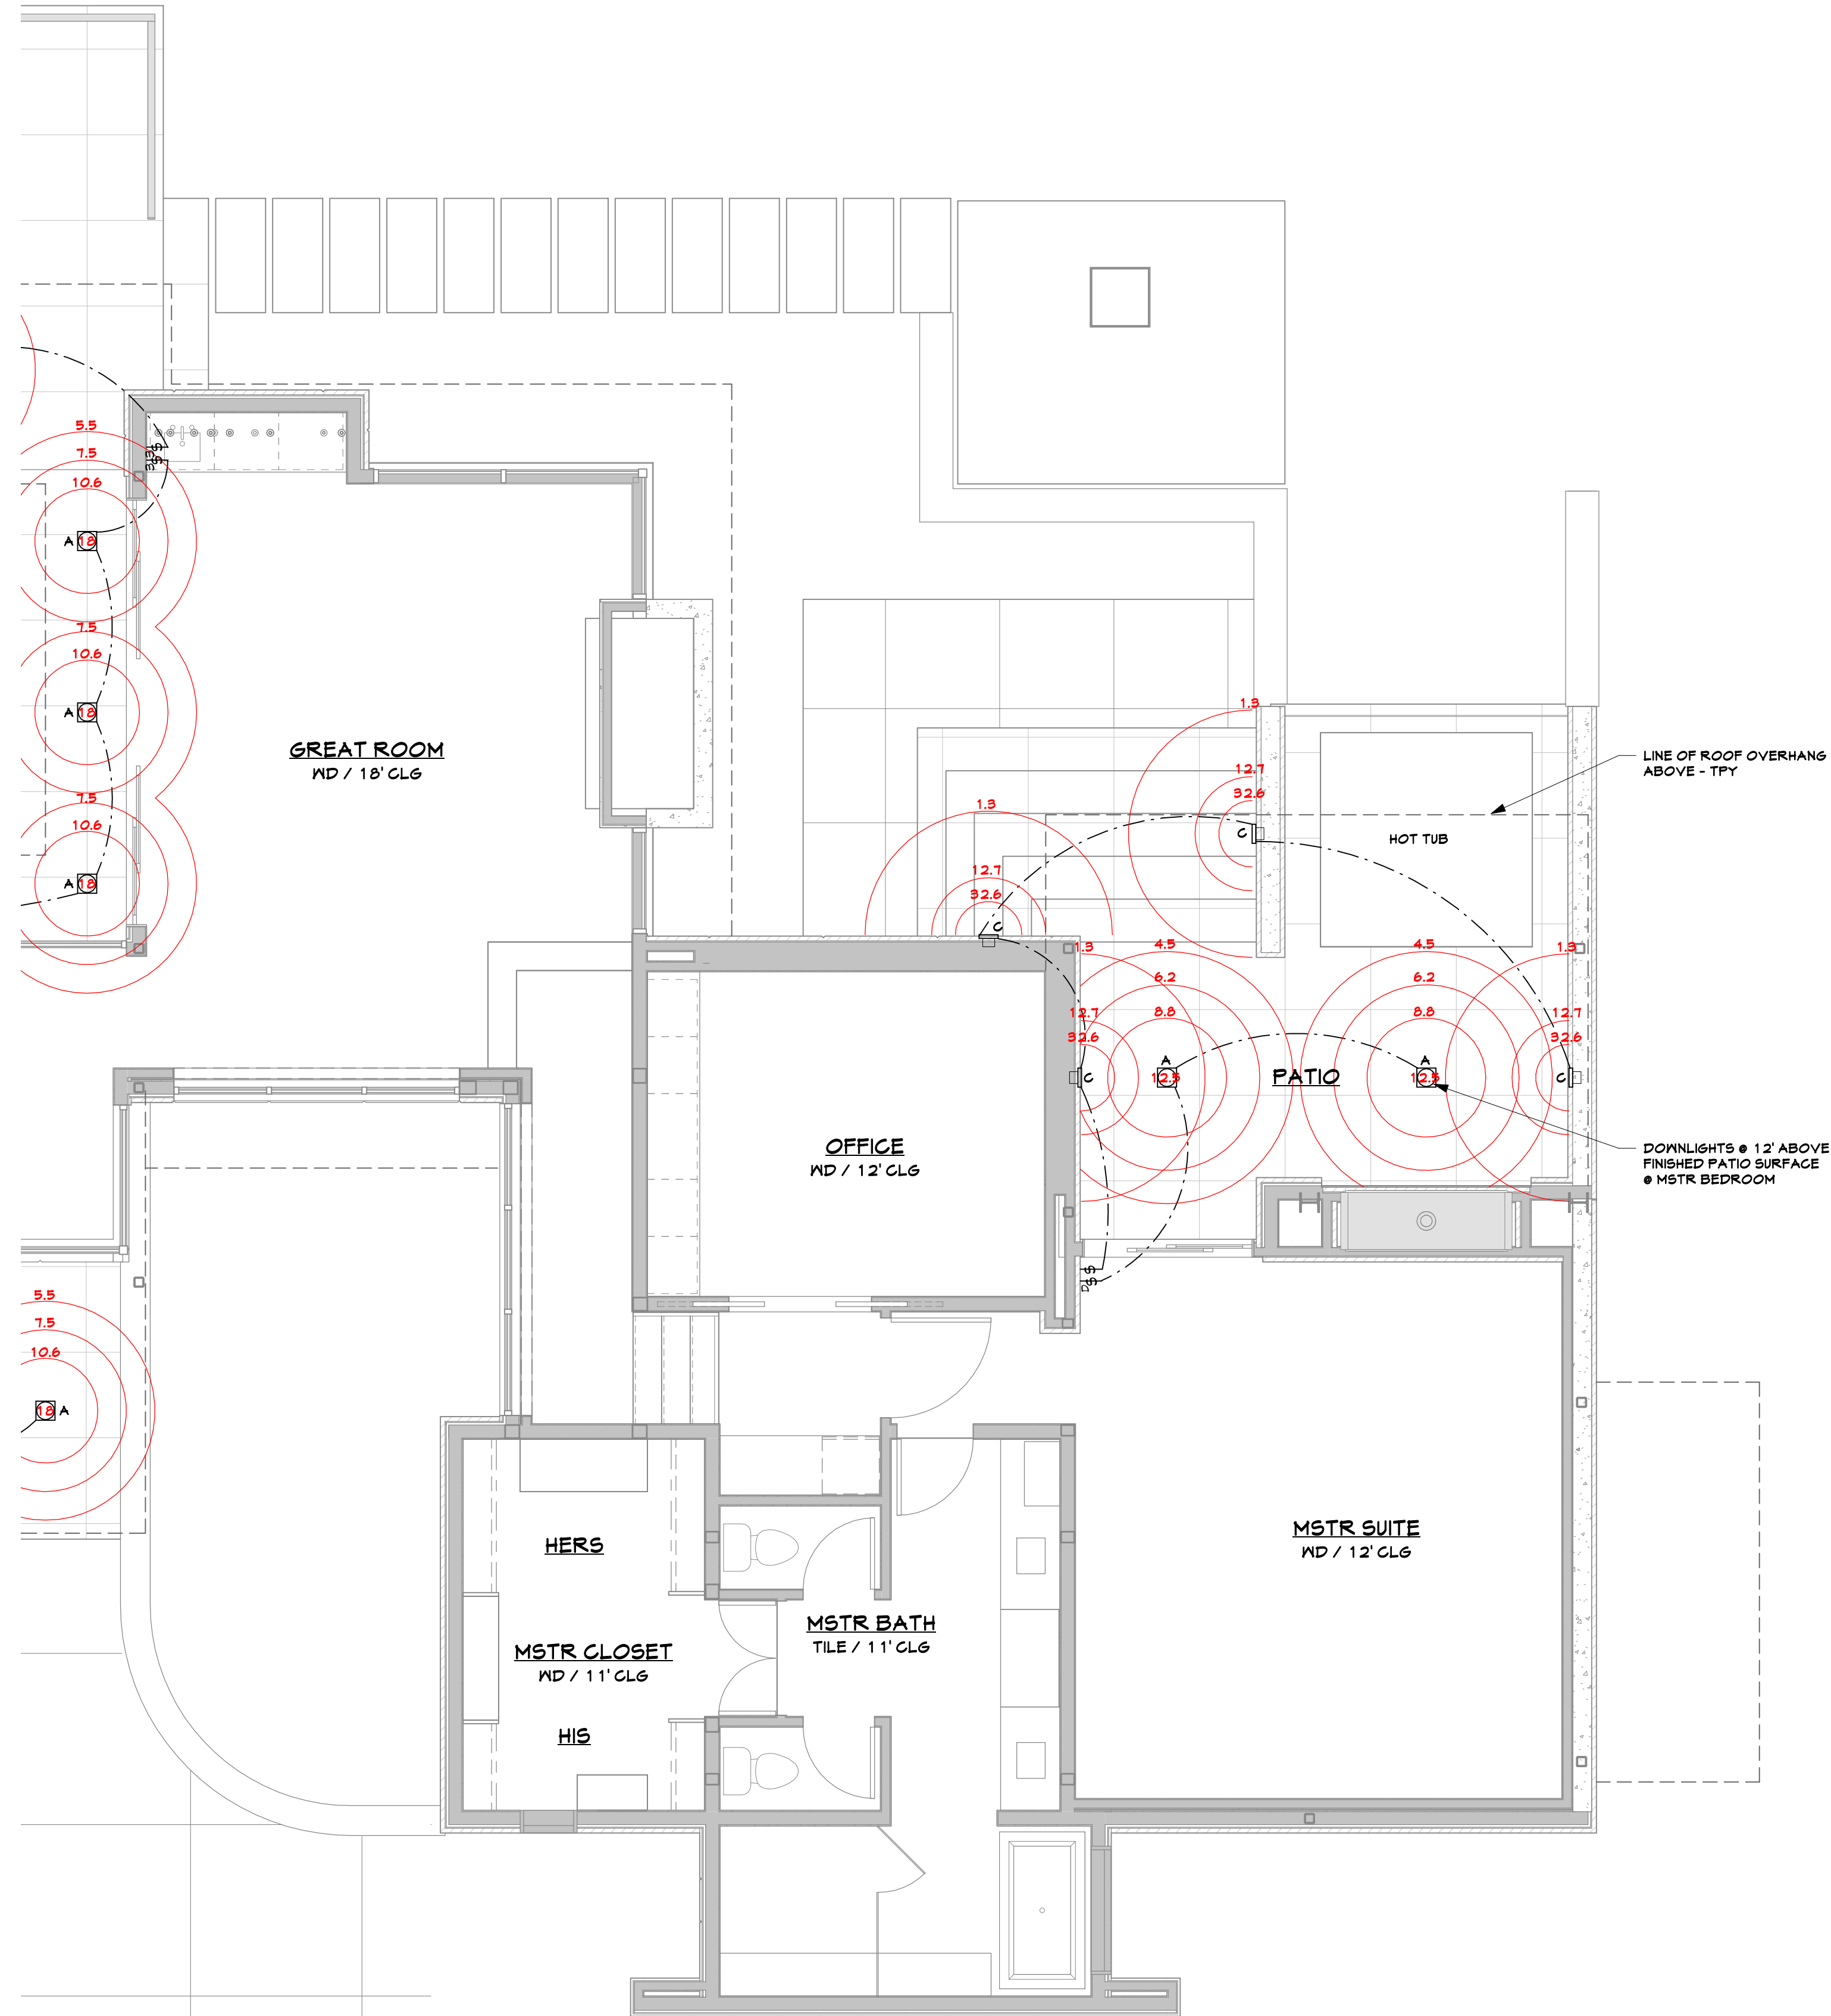 5.5
7.5
10.6
A 18
7.5
10.6
A 18
7.5
10.6
A 18
$
$
GREAT ROOM
WD / 18' CLG
1.3
12.7
32.6
C
1.3
12.7
32.6
C
HOT TUB
LINE OF ROOF OVERHANG
ABOVE - TPY
1.3
12.7
32.6
C
4.5
6.2
8.8
A
12.5
PATIO
4.5
6.2
8.8
A
12.5
1.3
12.7
32.6
C
DOWNLIGHTS @ 12' ABOVE
FINISHED PATIO SURFACE
@ MSTR BEDROOM
OFFICE
WD / 12' CLG
$
$
D
5.5
7.5
10.6
18 A
HERS
MSTR CLOSET
WD / 11' CLG
HIS
MSTR BATH
TILE / 11' CLG
MSTR SUITE
WD / 12' CLG